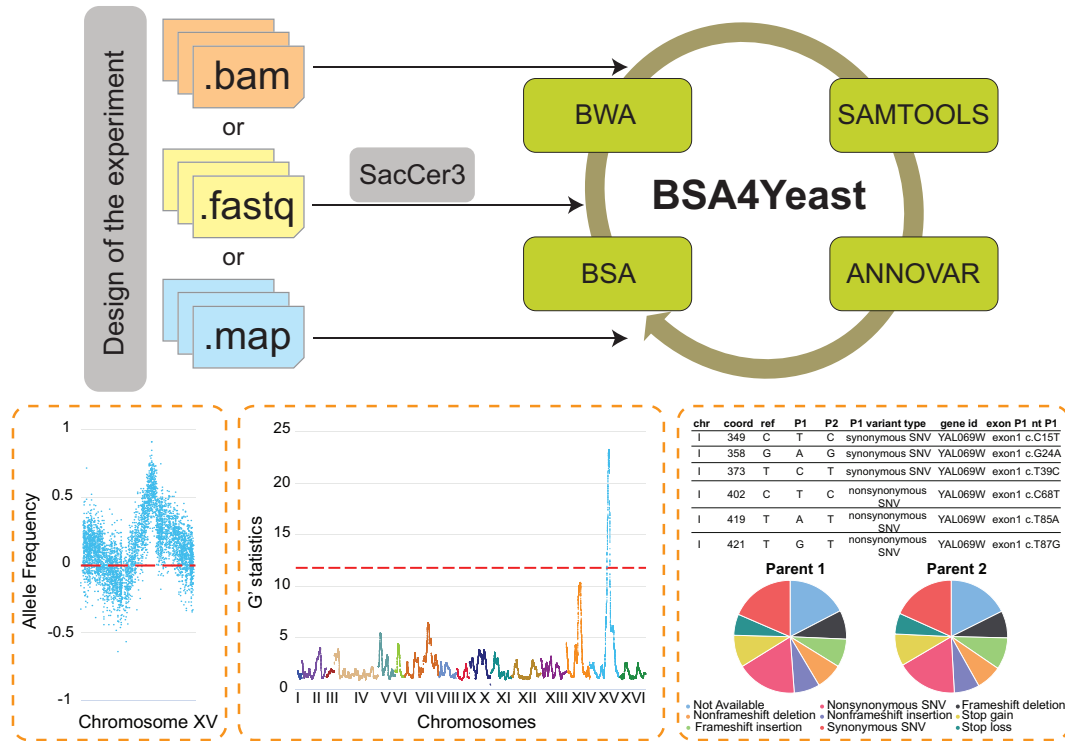 Design of the experiment
.bam
or
.fastq
or
.map
SacCer3
BWA
SAMTOOLS
BSA4Yeast
BSA
ANNOVAR
Allele Frequency
1
0.5
0
-0.5
-1
Chromosome XV
G' statistics
25
20
15
10
5
0
I II III IV V VI VII VIII IX X XI XII XIII XIV XV XVI
Chromosomes
chr coord ref P1 P2 P1 variant type gene id exon P1 nt P1
I 349 C T C synonymous SNV YAL069W exon1 c.C15T
I 358 G A G synonymous SNV YAL069W exon1 c.G24A
I 373 T C T synonymous SNV YAL069W exon1 c.T39C
I 402 C T C nonsynonymous SNV YAL069W exon1 c.C68T
I 419 T A T nonsynonymous SNV YAL069W exon1 c.T85A
I 421 T G T nonsynonymous SNV YAL069W exon1 c.T87G
Parent 1
Parent 2
Not Available
Nonsynonymous SNV
Frameshift deletion
Nonframeshift deletion
Nonframeshift insertion
Stop gain
Frameshift insertion
Synonymous SNV
Stop loss